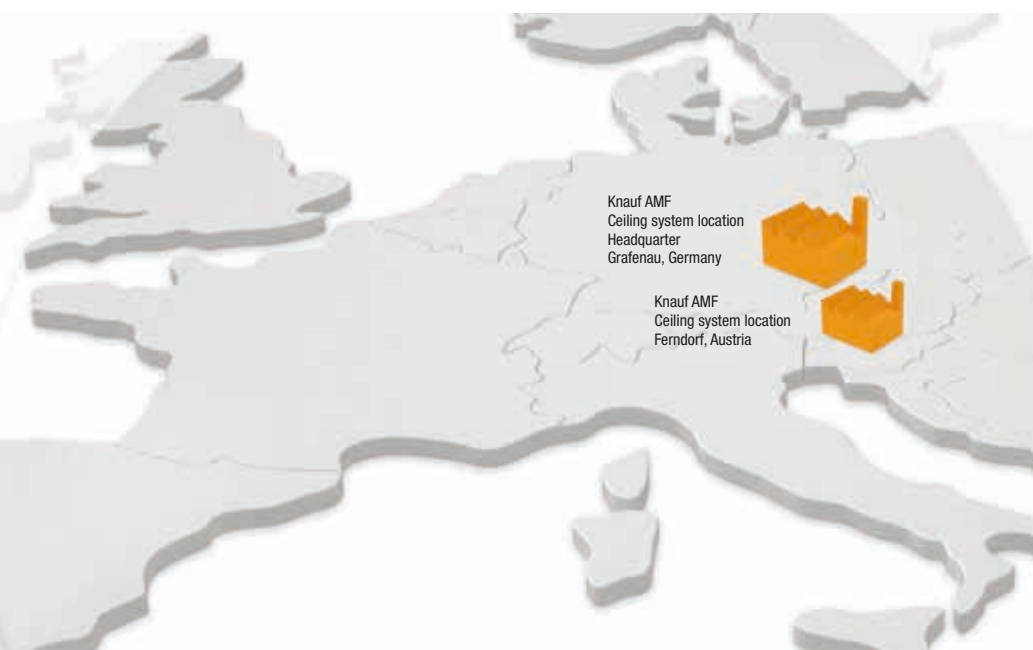 Knauf AMF
Ceiling system location
Headquarter
Grafenau, Germany
Knauf AMF
Ceiling system location
Ferndorf, Austria